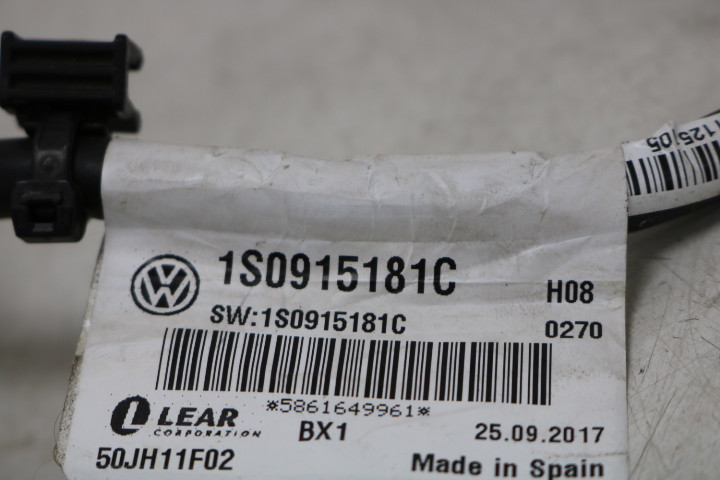 1S0915181C
H08
SW:1S0915181C
0270
*5861649961*
LEAR
CORPORATION
BX1
25.09.2017
50JH11F02
Made in Spain